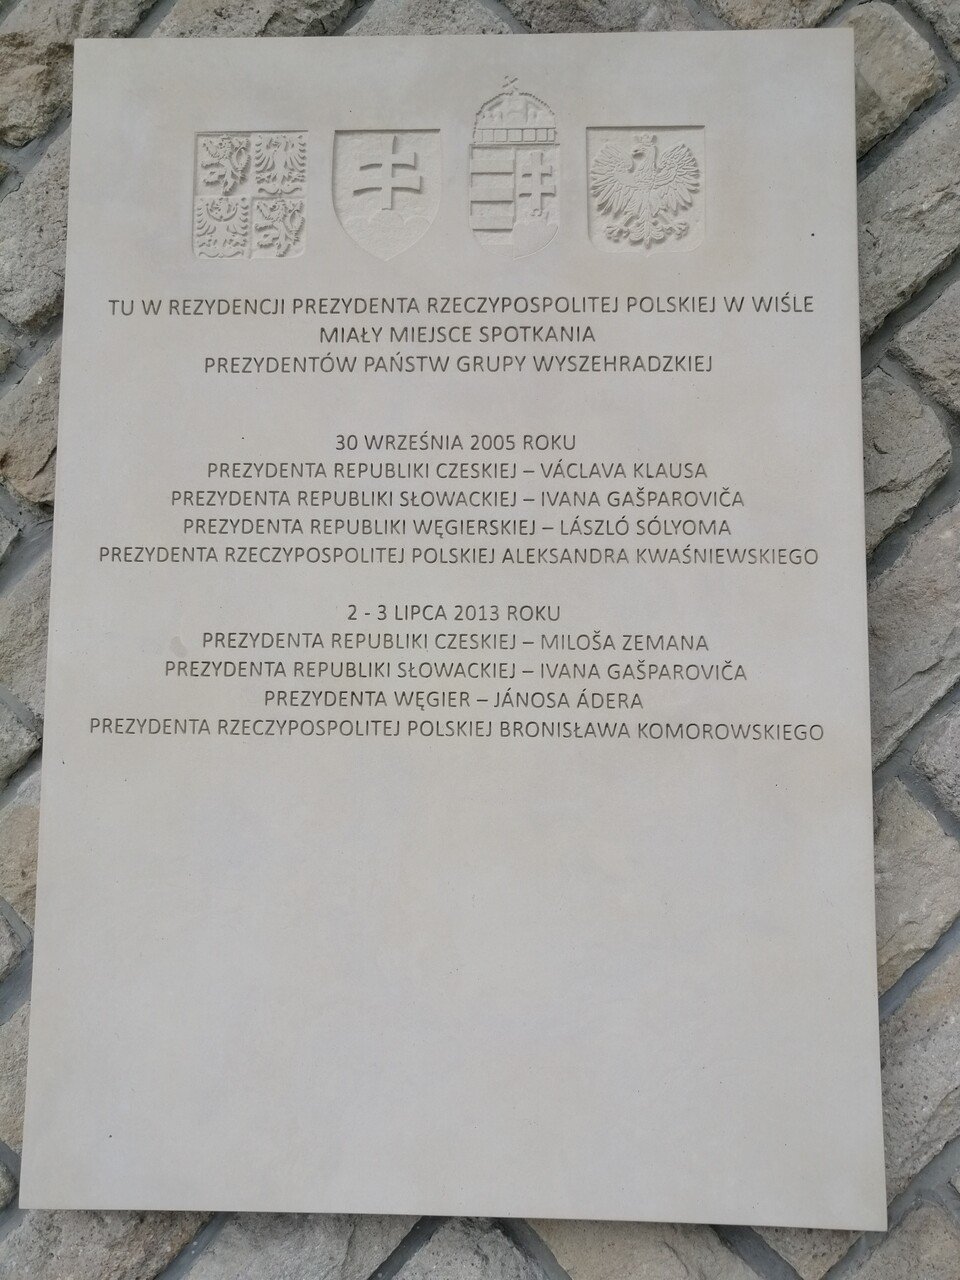 TU W REZYDENCJI PREZYDENTA RZECZYPOSPOLITEJ POLSKIEJ W WIŚLE
MIAŁY MIEJSCE SPOTKANIA
PREZYDENTÓW PAŃSTW GRUPY WYSZEHRADZKIEJ
30 WRZEŚNIA 2005 ROKU
PREZYDENTA REPUBLIKI CZESKIEJ – VÁCLAVA KLAUSA
PREZYDENTA REPUBLIKI SŁOWACKIEJ – IVANA GAŠPAROVIČA
PREZYDENTA REPUBLIKI WĘGIERSKIEJ – LÁSZLÓ SÓLYOMA
PREZYDENTA RZECZYPOSPOLITEJ POLSKIEJ ALEKSANDRA KWAŚNIEWSKIEGO
2 - 3 LIPCA 2013 ROKU
PREZYDENTA REPUBLIKI CZESKIEJ – MILOŠA ZEMANA
PREZYDENTA REPUBLIKI SŁOWACKIEJ – IVANA GAŠPAROVIČA
PREZYDENTA WĘGIER – JÁNOSA ÁDERA
PREZYDENTA RZECZYPOSPOLITEJ POLSKIEJ BRONISŁAWA KOMOROWSKIEGO